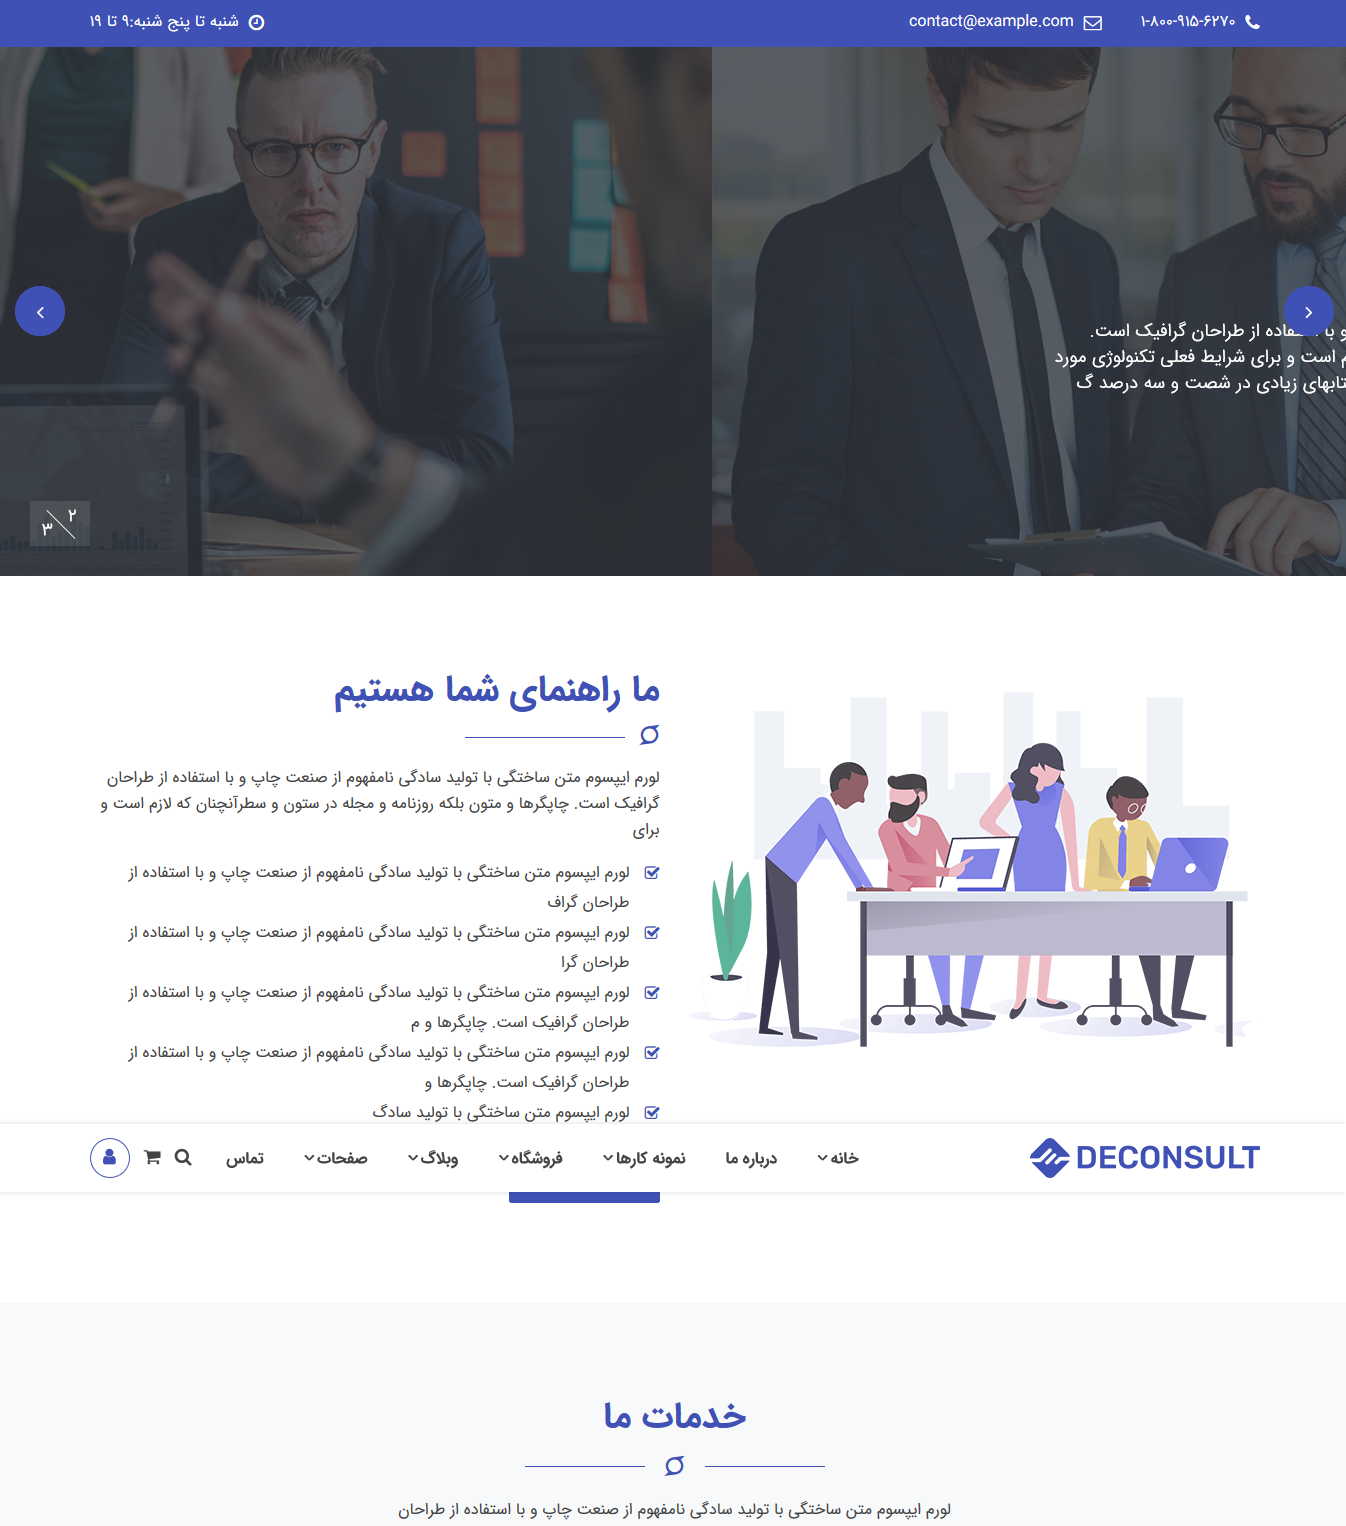 ۱-۸۰۰-۹۱۵-۶۲۷۰
contact@example.com
شنبه تا پنج شنبه:۹ تا ۱۹
از طراحان گرافیک است.
است و برای شرایط فعلی تکنولوژی مورد
زیادی در شصت و سه درصد گ
۲
۳
ما راهنمای شما هستیم
لورم ایپسوم متن ساختگی با تولید سادگی نامفهوم از صنعت چاپ و با استفاده از طراحان
گرافیک است. چاپگرها و متون بلکه روزنامه و مجله در ستون و سطرآنچنان که لازم است و
برای
لورم ایپسوم متن ساختگی با تولید سادگی نامفهوم از صنعت چاپ و با استفاده از
طراحان گراف
لورم ایپسوم متن ساختگی با تولید سادگی نامفهوم از صنعت چاپ و با استفاده از
طراحان گرا
لورم ایپسوم متن ساختگی با تولید سادگی نامفهوم از صنعت چاپ و با استفاده از
طراحان گرافیک است. چاپگرها و م
لورم ایپسوم متن ساختگی با تولید سادگی نامفهوم از صنعت چاپ و با استفاده از
طراحان گرافیک است. چاپگرها و
لورم ایپسوم متن ساختگی با تولید سادگ
DECONSULT
خانه
درباره ما
نمونه کارها
فروشگاه
وبلاگ
صفحات
تماس
خدمات ما
لورم ایپسوم متن ساختگی با تولید سادگی نامفهوم از صنعت چاپ و با استفاده از طراحان